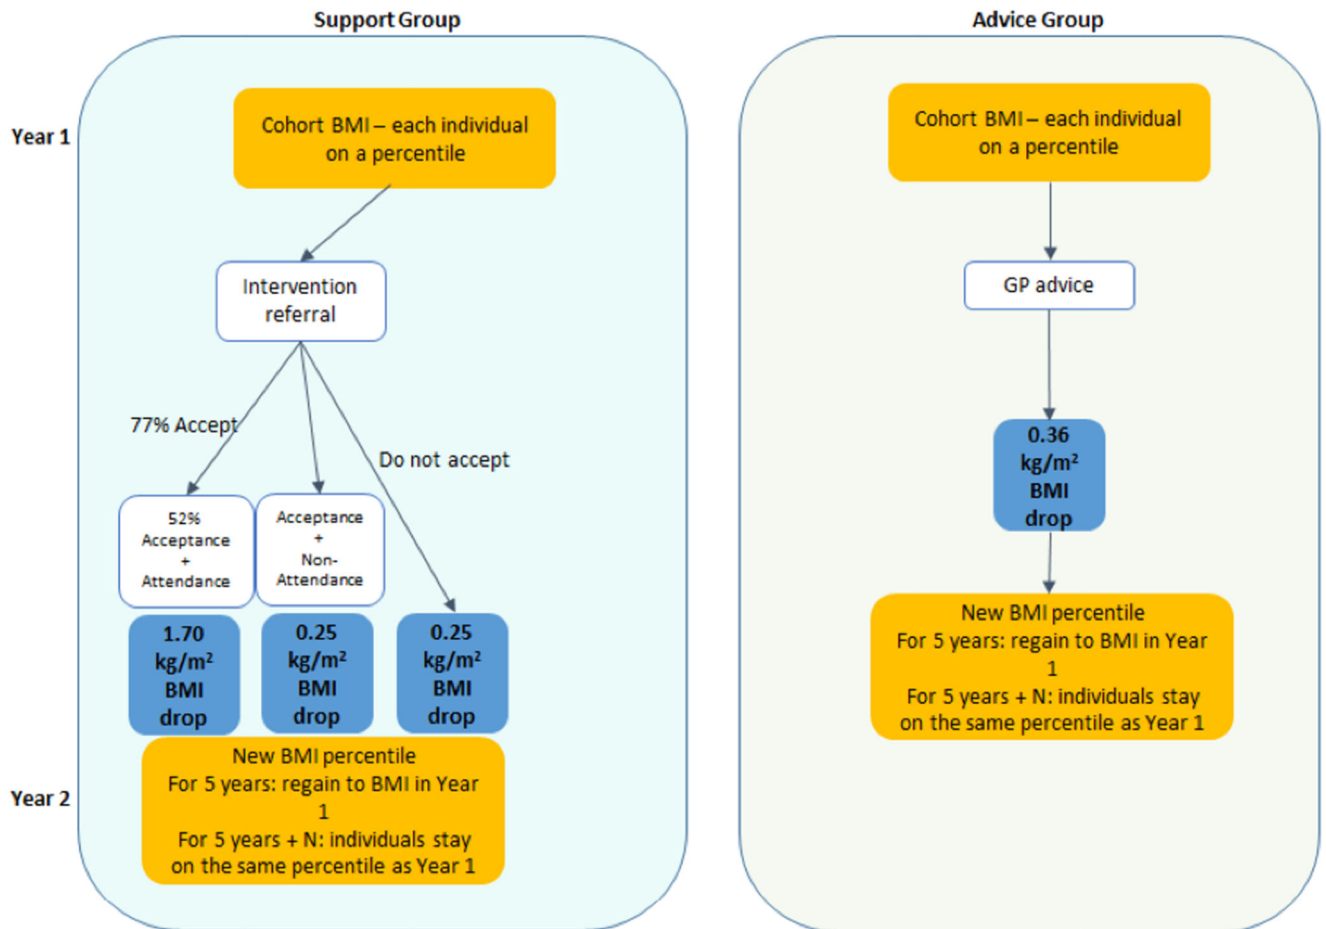 Support Group
Year 1
Cohort BMI – each individual
on a percentile
Intervention
referral
77% Accept
Do not accept
52%
Acceptance
+
Attendance
Acceptance
+
Non-
Attendance
1.70
kg/m²
BMI
drop
0.25
kg/m²
BMI
drop
0.25
kg/m²
BMI
drop
Year 2
New BMI percentile
For 5 years: regain to BMI in Year
1
For 5 years + N: individuals stay
on the same percentile as Year 1
Advice Group
Cohort BMI – each individual
on a percentile
GP advice
0.36
kg/m²
BMI
drop
New BMI percentile
For 5 years: regain to BMI in Year
1
For 5 years + N: individuals stay
on the same percentile as Year 1